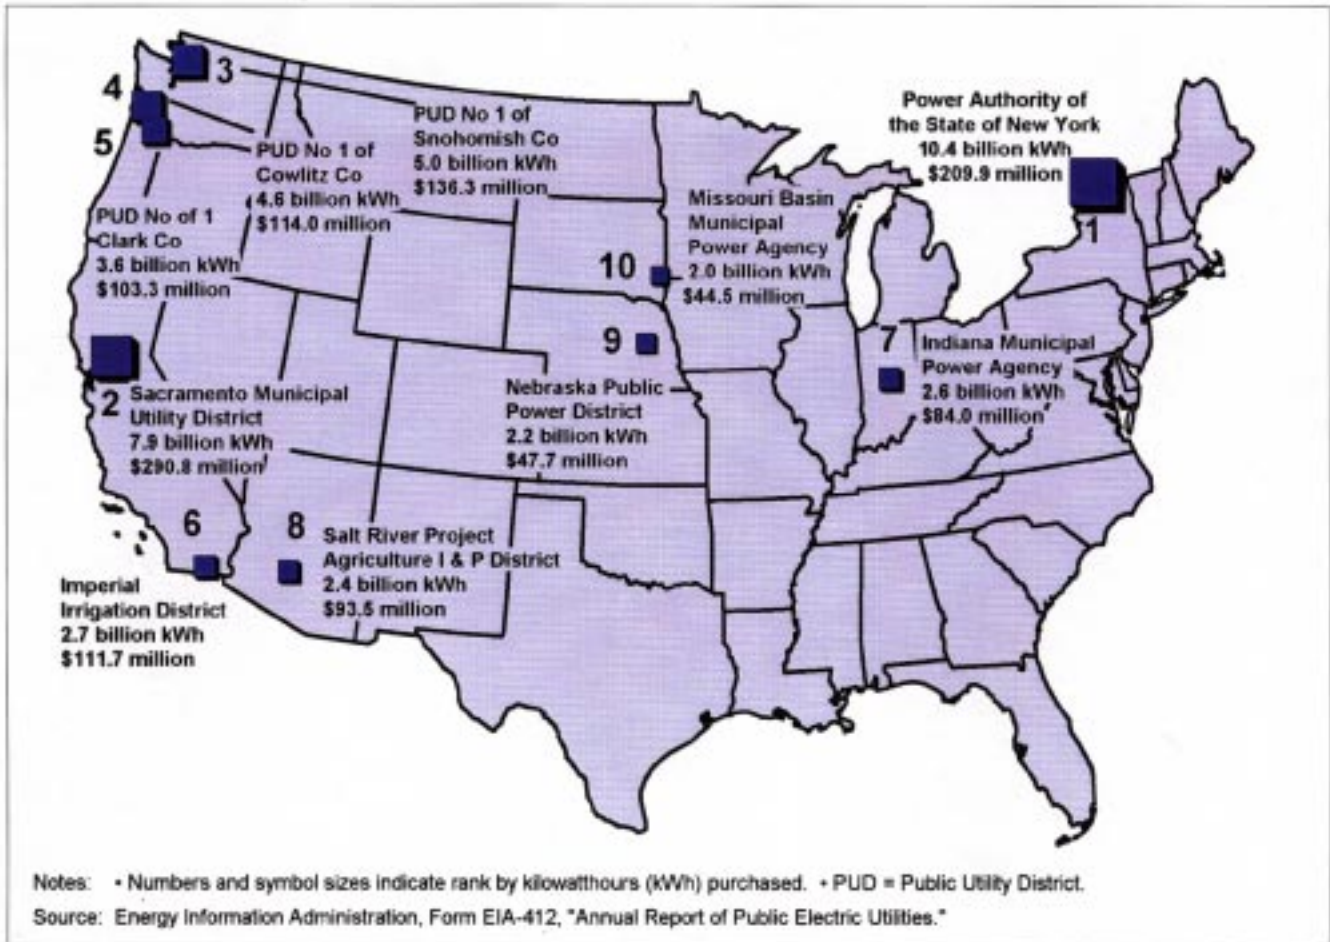 3
PUD No 1 of
Snohomish Co
5.0 billion kWh
$136.3 million
4
PUD No 1 of
Cowlitz Co
4.6 billion kWh
$114.0 million
5
PUD No of 1
Clark Co
3.6 billion kWh
$103.3 million
Power Authority of
the State of New York
10.4 billion kWh
$209.9 million
1
10
Missouri Basin
Municipal
Power Agency
2.0 billion kWh
$44.5 million
9
Nebraska Public
Power District
2.2 billion kWh
$47.7 million
7
Indiana Municipal
Power Agency
2.6 billion kWh
$84.0 million
2
Sacramento Municipal
Utility District
7.9 billion kWh
$290.8 million
6
Imperial
Irrigation District
2.7 billion kWh
$111.7 million
8
Salt River Project
Agriculture I & P District
2.4 billion kWh
$93.5 million
Notes: • Numbers and symbol sizes indicate rank by kilowatthours (kWh) purchased. • PUD = Public Utility District.
Source: Energy Information Administration, Form EIA-412, "Annual Report of Public Electric Utilities."